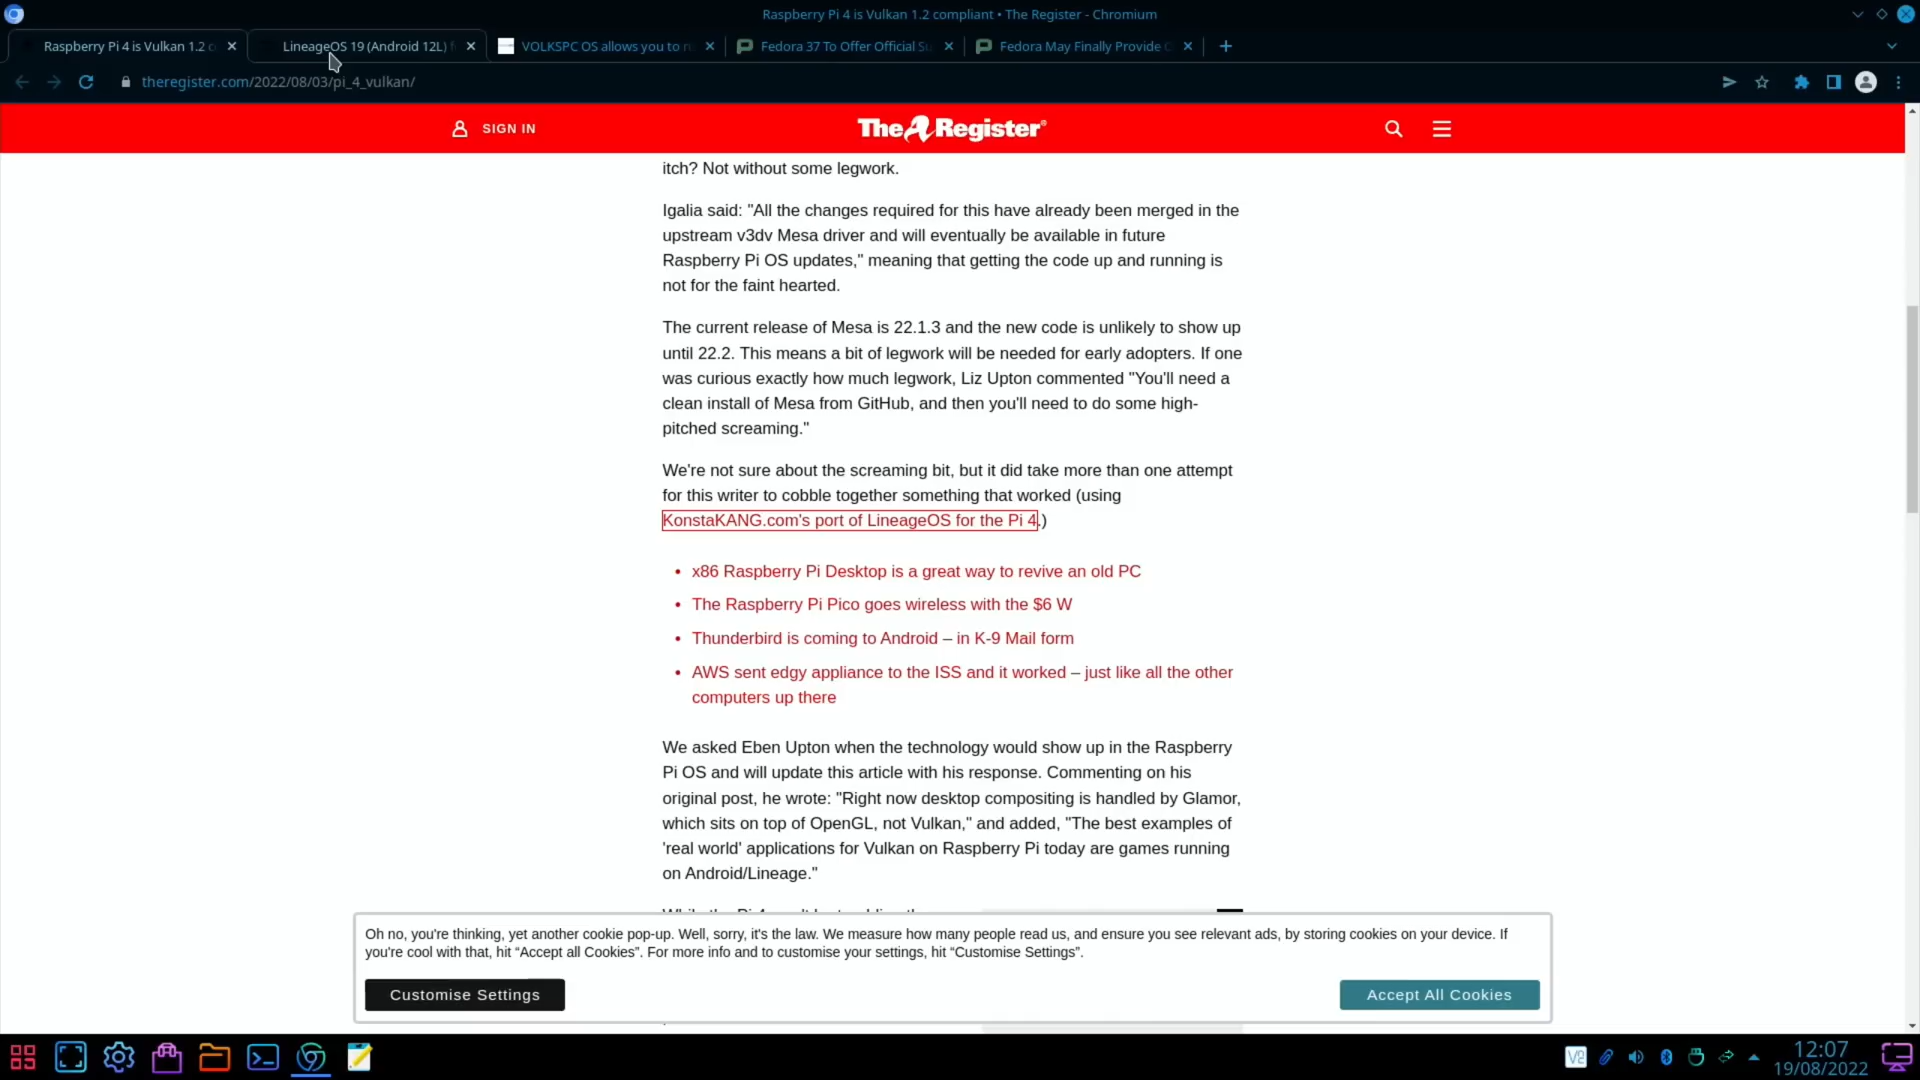 Raspberry Pi 4 is Vulkan 1.2 compliant • The Register - Chromium
Raspberry Pi 4 is Vulkan 1.2 c
LineageOS 19 (Android 12L) f
VOLKSPC OS allows you to r
Fedora 37 To Offer Official Su
Fedora May Finally Provide C
theregister.com/2022/08/03/pi_4_vulkan/
SIGN IN
The Register®
itch? Not without some legwork.
Igalia said: "All the changes required for this have already been merged in the
upstream v3dv Mesa driver and will eventually be available in future
Raspberry Pi OS updates," meaning that getting the code up and running is
not for the faint hearted.
The current release of Mesa is 22.1.3 and the new code is unlikely to show up
until 22.2. This means a bit of legwork will be needed for early adopters. If one
was curious exactly how much legwork, Liz Upton commented "You'll need a
clean install of Mesa from GitHub, and then you'll need to do some high-
pitched screaming."
We're not sure about the screaming bit, but it did take more than one attempt
for this writer to cobble together something that worked (using
KonstaKANG.com's port of LineageOS for the Pi 4.)
• x86 Raspberry Pi Desktop is a great way to revive an old PC
• The Raspberry Pi Pico goes wireless with the $6 W
• Thunderbird is coming to Android – in K-9 Mail form
• AWS sent edgy appliance to the ISS and it worked – just like all the other
computers up there
We asked Eben Upton when the technology would show up in the Raspberry
Pi OS and will update this article with his response. Commenting on his
original post, he wrote: "Right now desktop compositing is handled by Glamor,
which sits on top of OpenGL, not Vulkan," and added, "The best examples of
'real world' applications for Vulkan on Raspberry Pi today are games running
on Android/Lineage."
Oh no, you're thinking, yet another cookie pop-up. Well, sorry, it's the law. We measure how many people read us, and ensure you see relevant ads, by storing cookies on your device. If
you're cool with that, hit “Accept all Cookies”. For more info and to customise your settings, hit “Customise Settings”.
Customise Settings
Accept All Cookies
12:07
19/08/2022